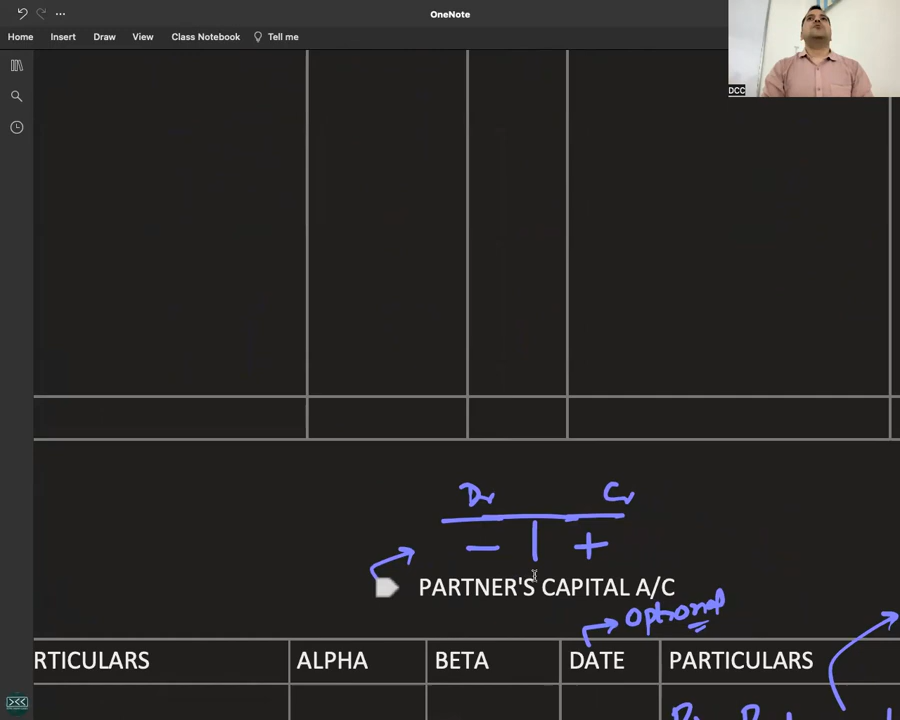 OneNote
Home Insert Draw View Class Notebook Tell me
DCC
Dr Cr
- +
PARTNER'S CAPITAL A/C
optional
RTICULARS ALPHA BETA DATE PARTICULARS